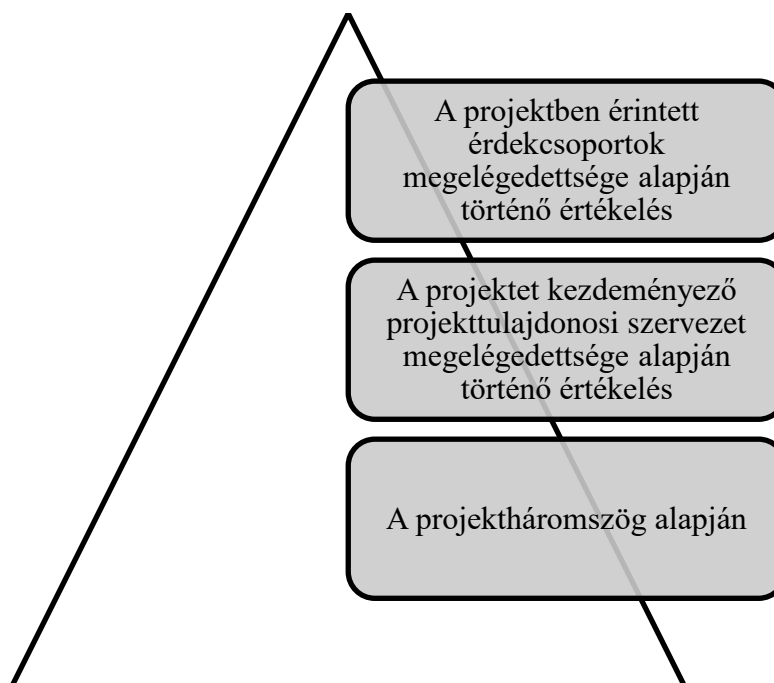 A projektben érintett
érdekcsoportok
megelégedettsége alapján
történő értékelés
A projektet kezdeményező
projekttulajdonosi szervezet
megelégedettsége alapján
történő értékelés
A projektháromszög alapján